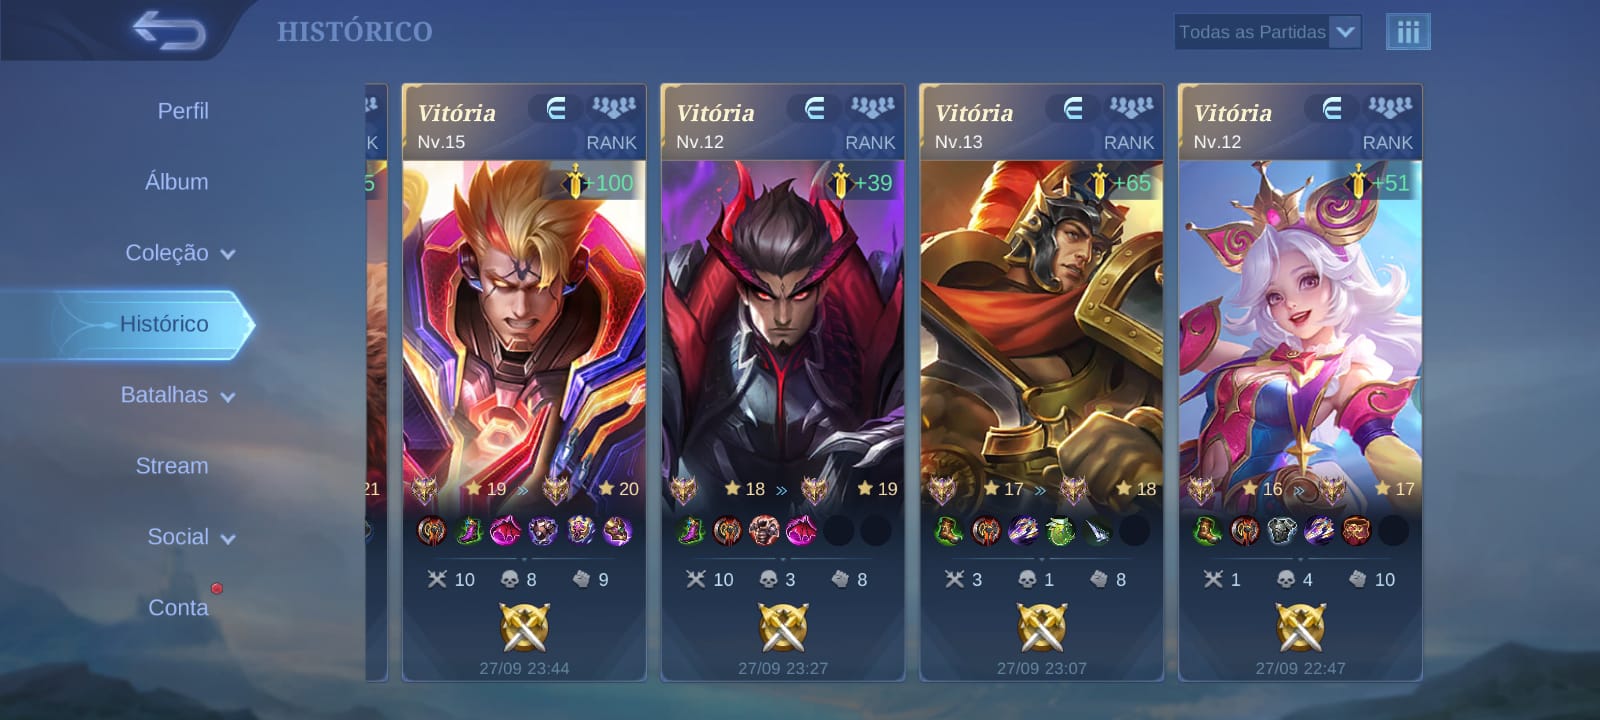 HISTÓRICO
Todas as Partidas
Perfil
Álbum
Coleção
Histórico
Batalhas
Stream
Social
Conta
K
5
21
Vitória
Nv.15 RANK
+100
19 » 20
10 8 9
27/09 23:44
Vitória
Nv.12 RANK
+39
18 » 19
10 3 8
27/09 23:27
Vitória
Nv.13 RANK
+65
17 » 18
3 1 8
27/09 23:07
Vitória
Nv.12 RANK
+51
16 » 17
1 4 10
27/09 22:47